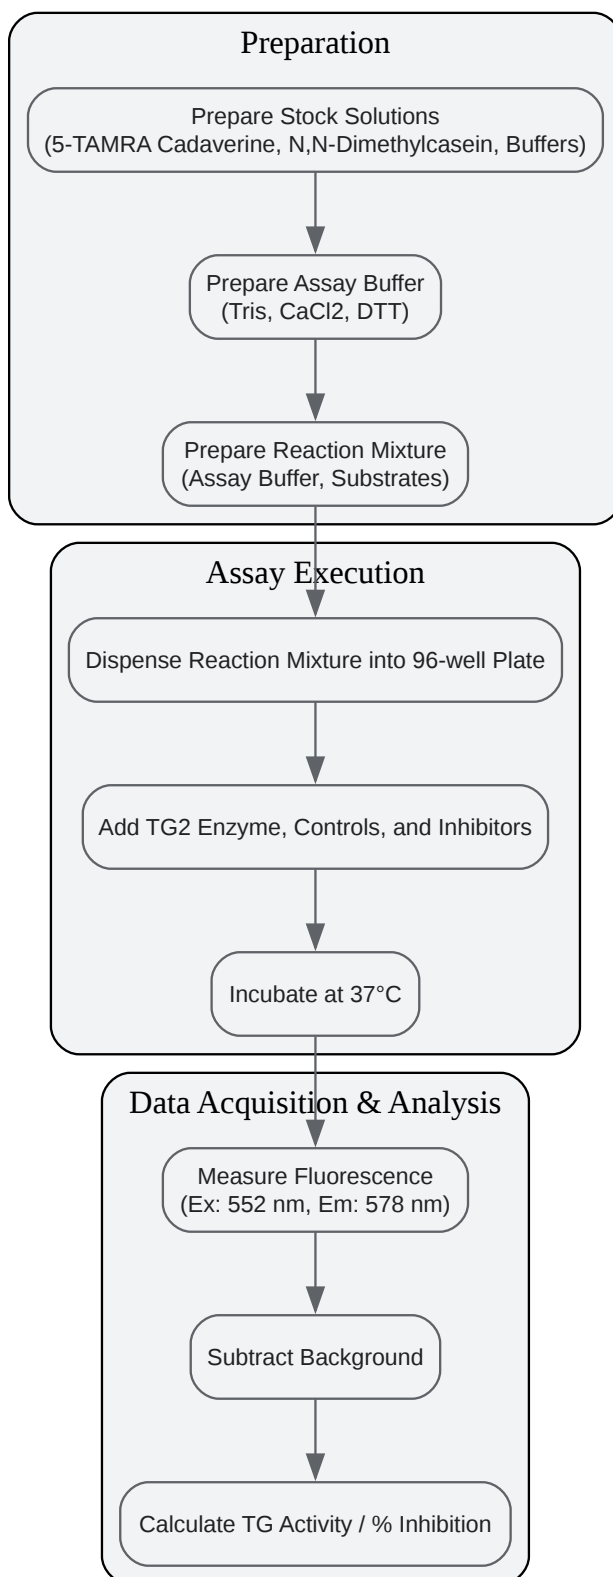 Preparation
Prepare Stock Solutions
(5-TAMRA Cadaverine, N,N-Dimethylcasein, Buffers)
Prepare Assay Buffer
(Tris, CaCl2, DTT)
Prepare Reaction Mixture
(Assay Buffer, Substrates)
Assay Execution
Dispense Reaction Mixture into 96-well Plate
Add TG2 Enzyme, Controls, and Inhibitors
Incubate at 37°C
Data Acquisition & Analysis
Measure Fluorescence
(Ex: 552 nm, Em: 578 nm)
Subtract Background
Calculate TG Activity / % Inhibition